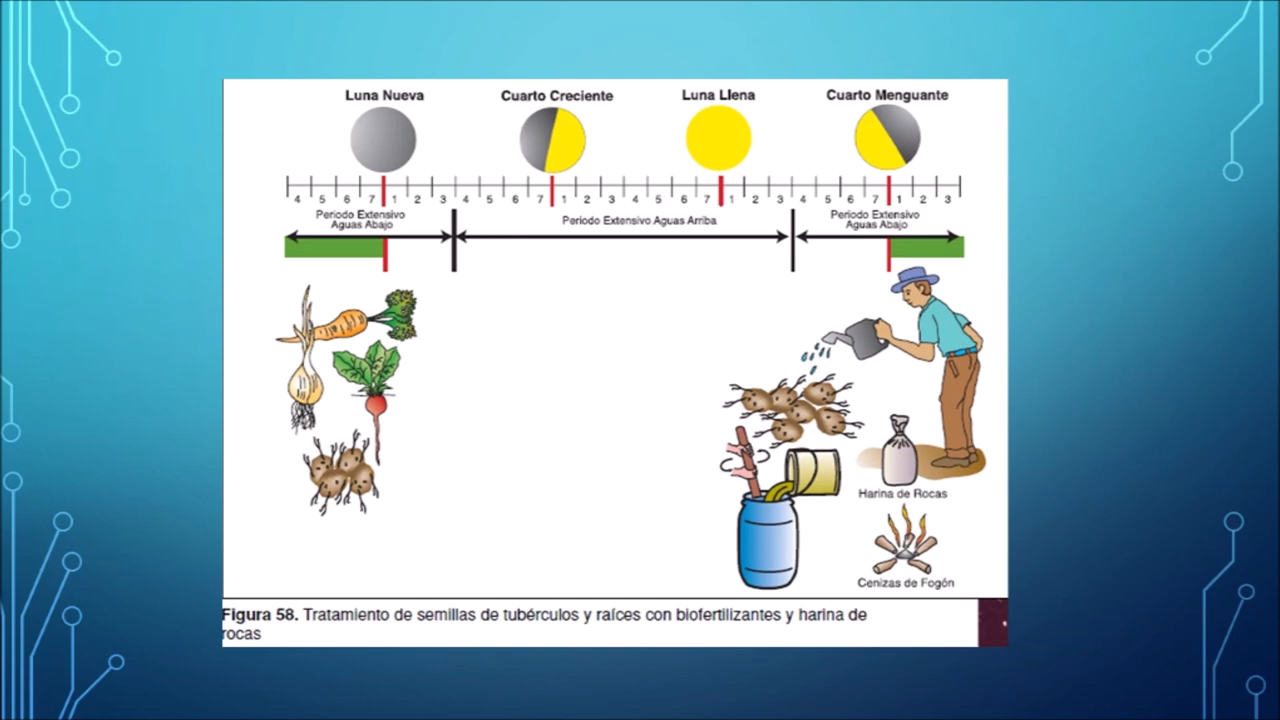 Luna Nueva Cuarto Creciente Luna Llena Cuarto Menguante
4 5 6 7 1 2 3 4 5 6 7 1 2 3 4 5 6 7 1 2 3 4 5 6 7 1 2 3
Periodo Extensivo
Aguas Abajo
Periodo Extensivo Aguas Arriba
Periodo Extensivo
Aguas Abajo
Harina de Rocas
Cenizas de Fogón
Figura 58. Tratamiento de semillas de tubérculos y raíces con biofertilizantes y harina de
rocas